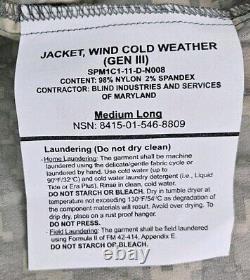 JACKET, WIND COLD WEATHER
(GEN III)
SPM1C1-11-D-N008
CONTENT: 98% NYLON 2% SPANDEX
CONTRACTOR: BLIND INDUSTRIES AND SERVICES
OF MARYLAND
Medium Long
NSN: 8415-01-546-8809
Laundering (Do not dry clean)
- Home Laundering: The garment shall be machine
laundered using the delicate/gentle fabric cycle or
laundered by hand. Use cold water (up to
90°F/32°C) and cold water laundry detergent (i.e., Liquid
Tide or Era Plus). Rinse in clean, cold water.
DO NOT STARCH OR BLEACH. Dry in tumble dryer at
temperature not exceeding 130°F/54°C as degradation of
the component materials will result. Avoid over drying. To
drip dry, place on a rust proof hanger.
DO NOT PRESS.
- Field Laundering: The garment shall be laundered
using Formula II of FM 42-414, Appendix E.
DO NOT STARCH OR BLEACH.
ebay